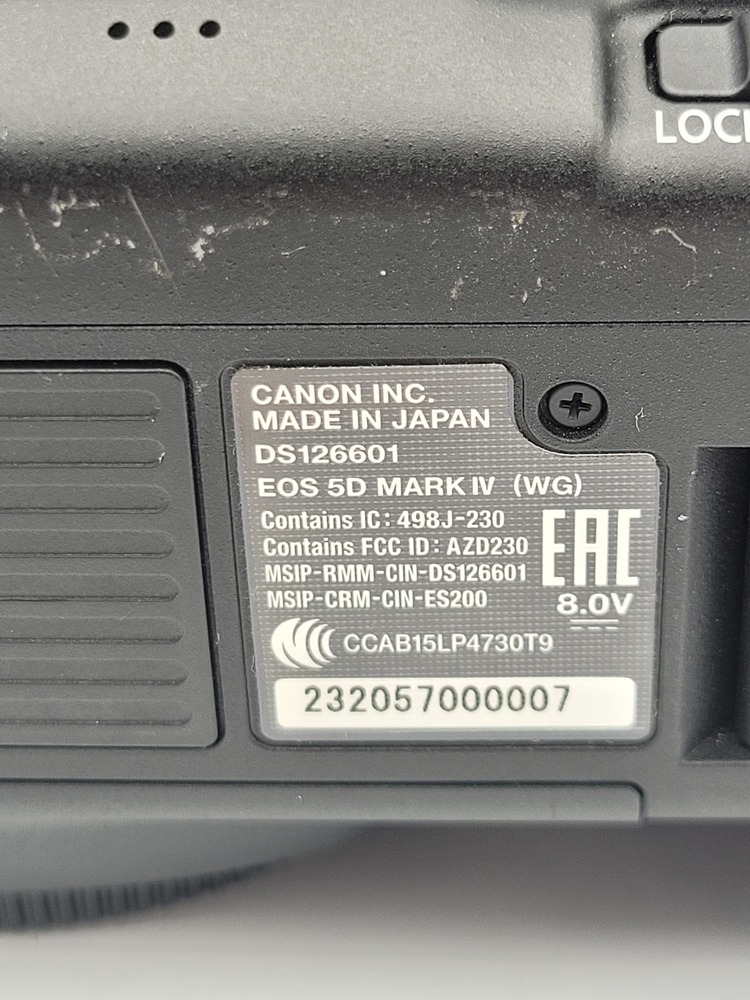 LOC
CANON INC.
MADE IN JAPAN
DS126601
EOS 5D MARK IV (WG)
Contains IC: 498J-230
Contains FCC ID: AZD230
MSIP-RMM-CIN-DS126601
MSIP-CRM-CIN-ES200
EAC
8.0V
CCAB15LP4730T9
232057000007